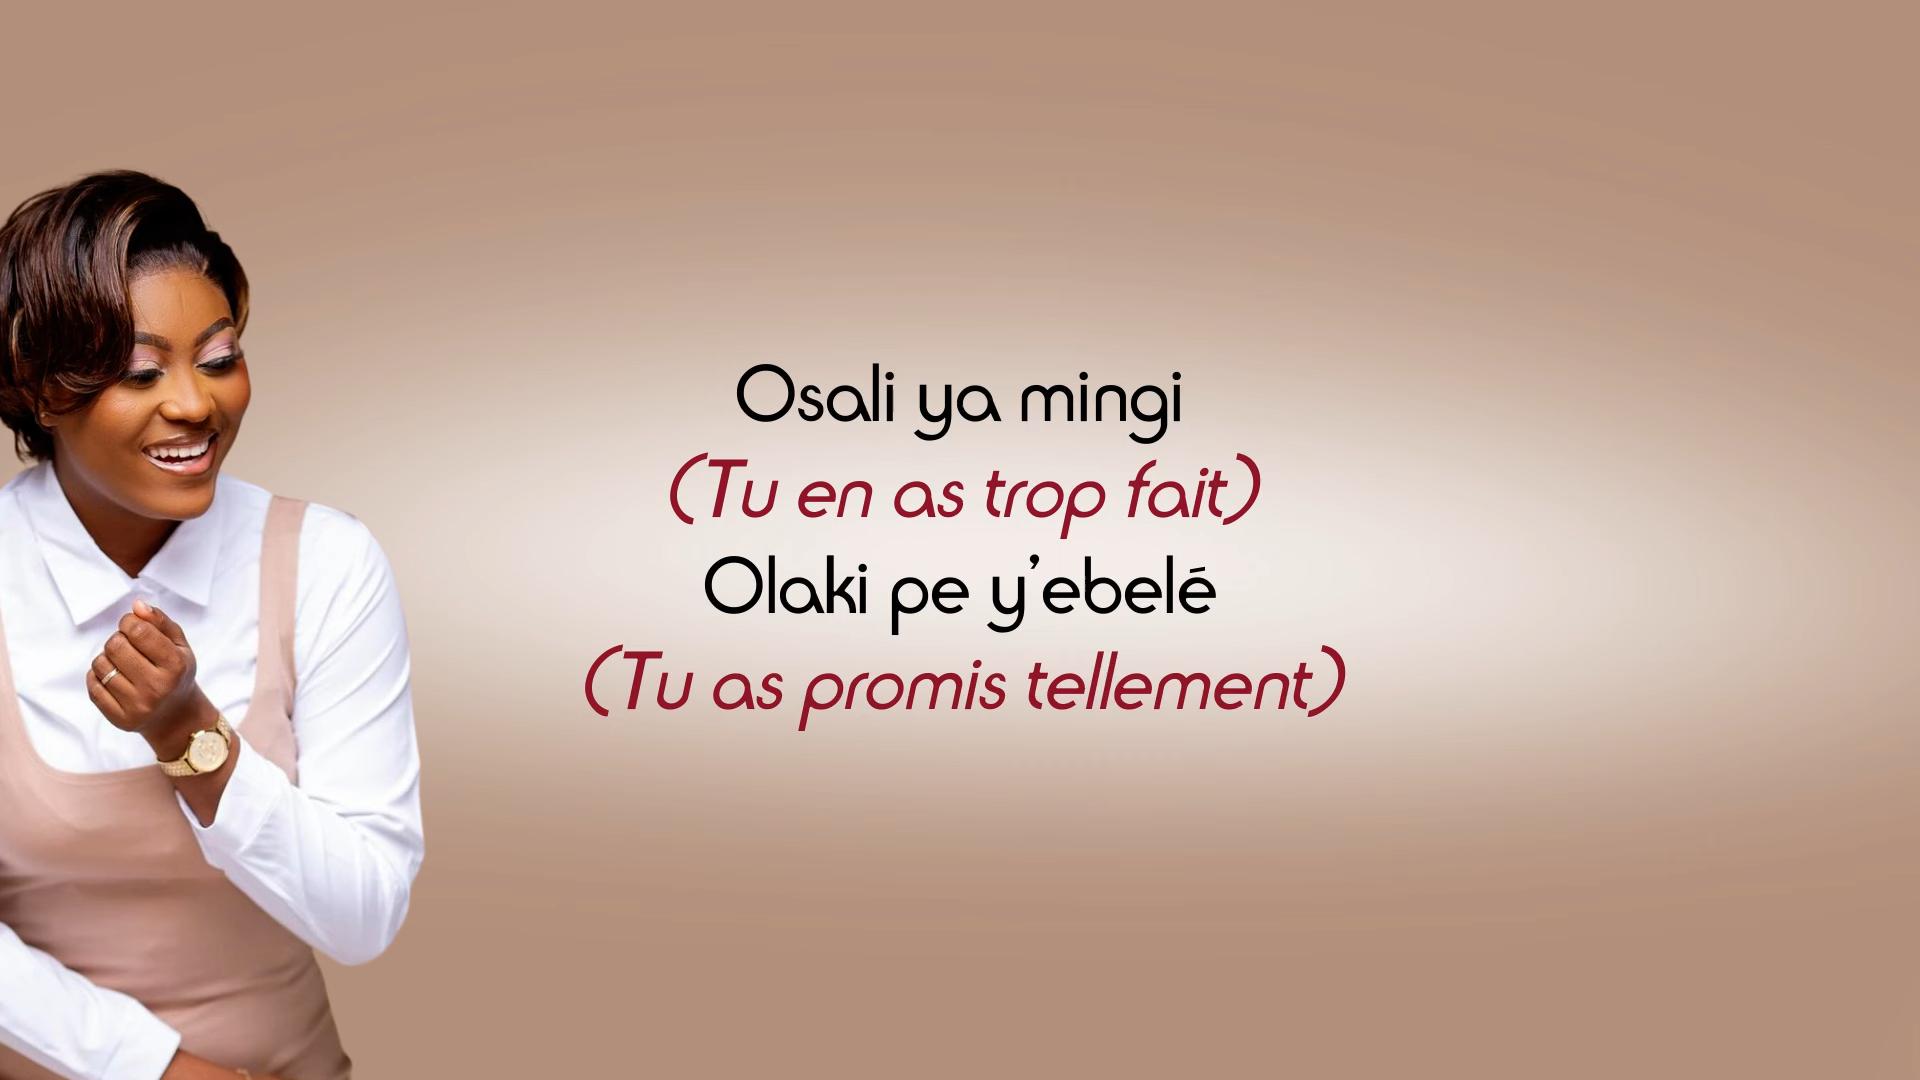 Osali ya mingi
(Tu en as trop fait)
Olaki pe y’ebelé
(Tu as promis tellement)